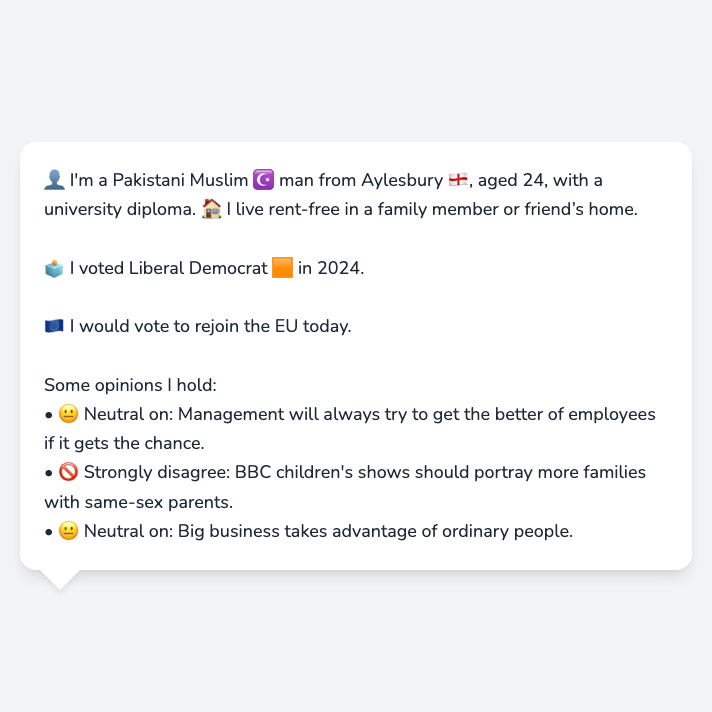 👤 I'm a Pakistani Muslim ☪️ man from Aylesbury 🏴󠁧󠁢󠁥󠁮󠁧󠁿, aged 24, with a
university diploma. 🏠 I live rent-free in a family member or friend’s home.
🗳️ I voted Liberal Democrat 🟧 in 2024.
🇪🇺 I would vote to rejoin the EU today.
Some opinions I hold:
• 😐 Neutral on: Management will always try to get the better of employees
if it gets the chance.
• 🚫 Strongly disagree: BBC children's shows should portray more families
with same-sex parents.
• 😐 Neutral on: Big business takes advantage of ordinary people.